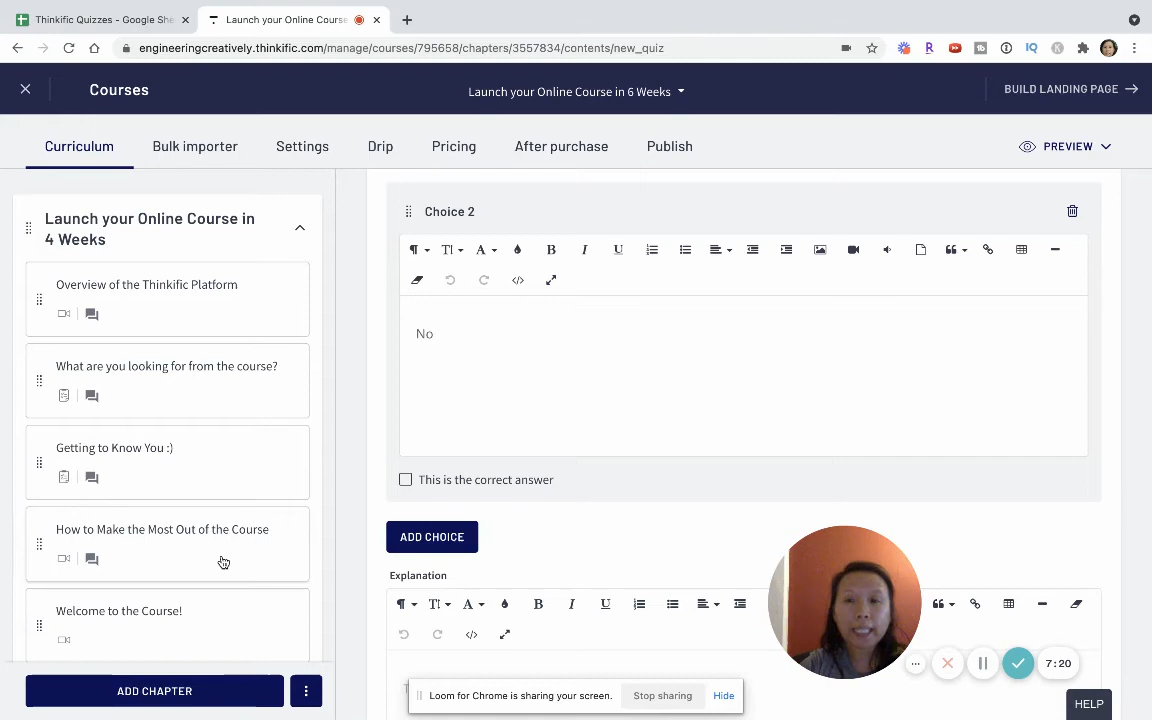 Thinkific Quizzes - Google She
Launch your Online Course
engineeringcreatively.thinkific.com/manage/courses/795658/chapters/3557834/contents/new_quiz
Courses
Launch your Online Course in 6 Weeks
BUILD LANDING PAGE
Curriculum
Bulk importer
Settings
Drip
Pricing
After purchase
Publish
PREVIEW
Launch your Online Course in
4 Weeks
Overview of the Thinkific Platform
What are you looking for from the course?
Getting to Know You :)
How to Make the Most Out of the Course
Welcome to the Course!
ADD CHAPTER
Choice 2
No
This is the correct answer
ADD CHOICE
Explanation
7:20
Loom for Chrome is sharing your screen.
Stop sharing
Hide
HELP